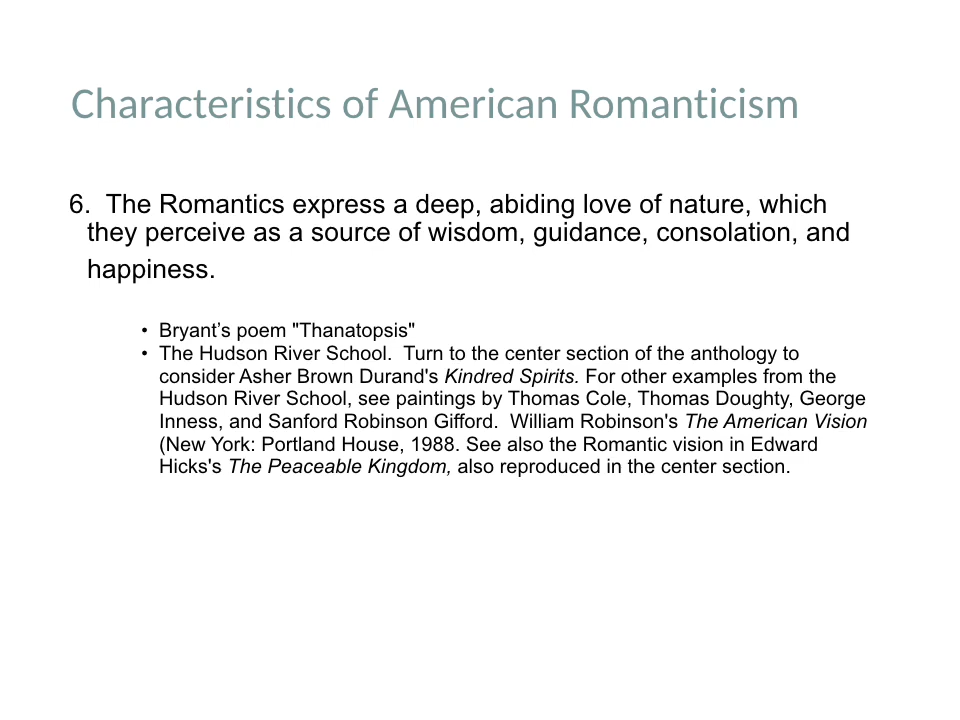 Characteristics of American Romanticism
6.  The Romantics express a deep, abiding love of nature, which
they perceive as a source of wisdom, guidance, consolation, and
happiness.
• Bryant’s poem "Thanatopsis"
• The Hudson River School.  Turn to the center section of the anthology to
consider Asher Brown Durand's Kindred Spirits. For other examples from the
Hudson River School, see paintings by Thomas Cole, Thomas Doughty, George
Inness, and Sanford Robinson Gifford.  William Robinson's The American Vision
(New York: Portland House, 1988. See also the Romantic vision in Edward
Hicks's The Peaceable Kingdom, also reproduced in the center section.